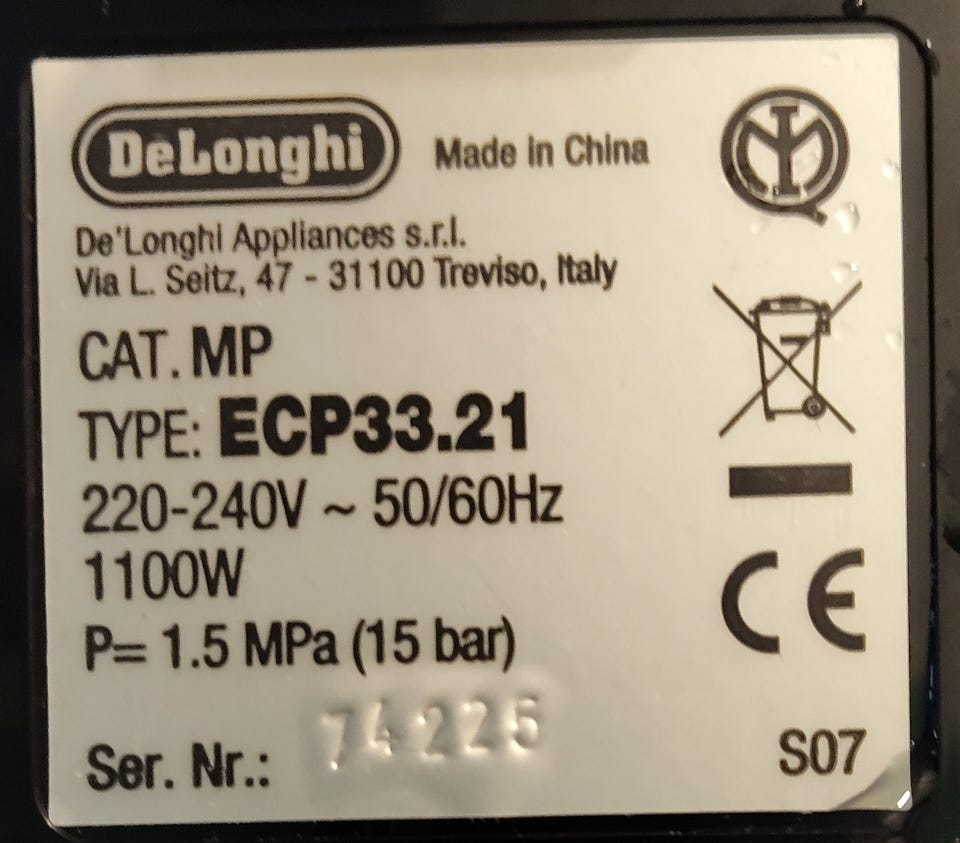 DeLonghi Made in China
De'Longhi Appliances s.r.l.
Via L. Seitz, 47 - 31100 Treviso, Italy
CAT. MP
TYPE: ECP33.21
220-240V ~ 50/60Hz
1100W
P= 1.5 MPa (15 bar)
Ser. Nr.: 74225
S07
CE